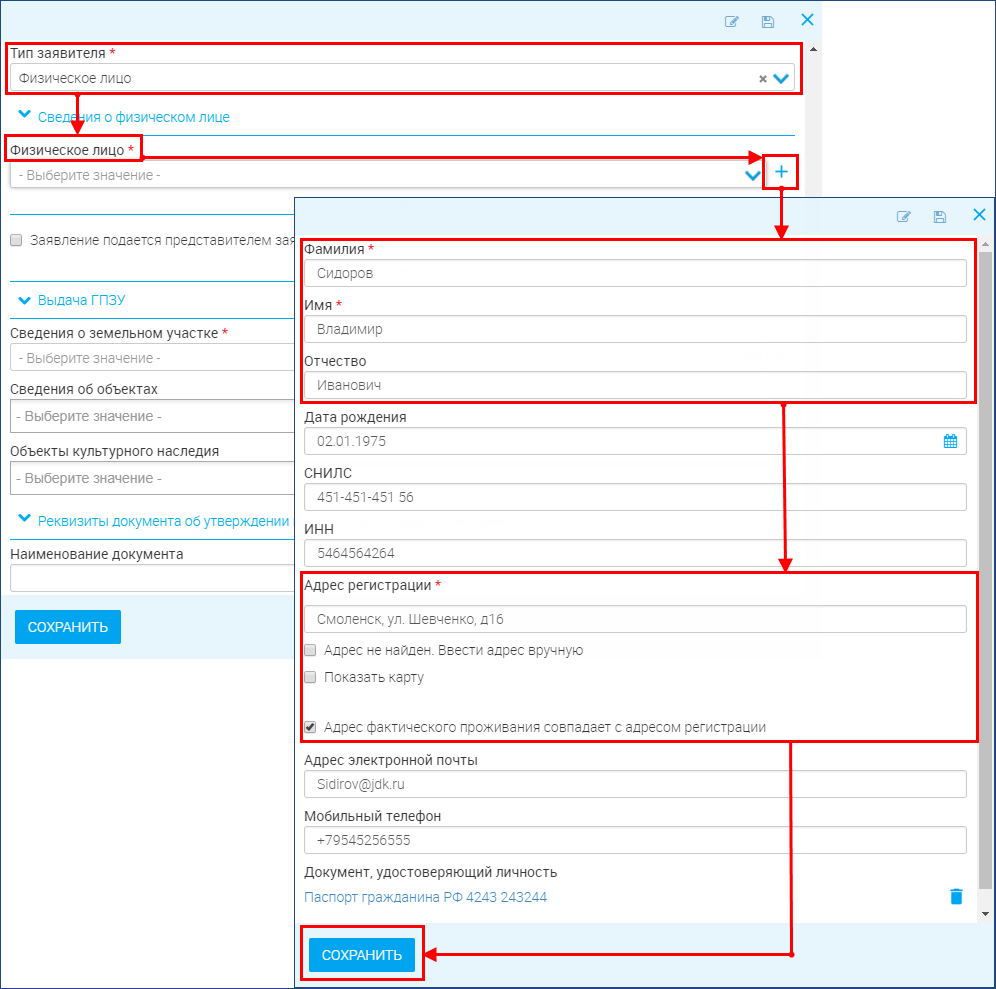 Тип заявителя *
Физическое лицо
Сведения о физическом лице
Физическое лицо *
- Выберите значение -
Заявление подается представителем зая
Выдача ГПЗУ
Сведения о земельном участке *
- Выберите значение -
Сведения об объектах
- Выберите значение -
Объекты культурного наследия
- Выберите значение -
Реквизиты документа об утверждении
Наименование документа
СОХРАНИТЬ
Фамилия *
Сидоров
Имя *
Владимир
Отчество
Иванович
Дата рождения
02.01.1975
СНИЛС
451-451-451 56
ИНН
5464564264
Адрес регистрации *
Смоленск, ул. Шевченко, д16
Адрес не найден. Ввести адрес вручную
Показать карту
Адрес фактического проживания совпадает с адресом регистрации
Адрес электронной почты
Sidirov@jdk.ru
Мобильный телефон
+79545256555
Документ, удостоверяющий личность
Паспорт гражданина РФ 4243 243244
СОХРАНИТЬ